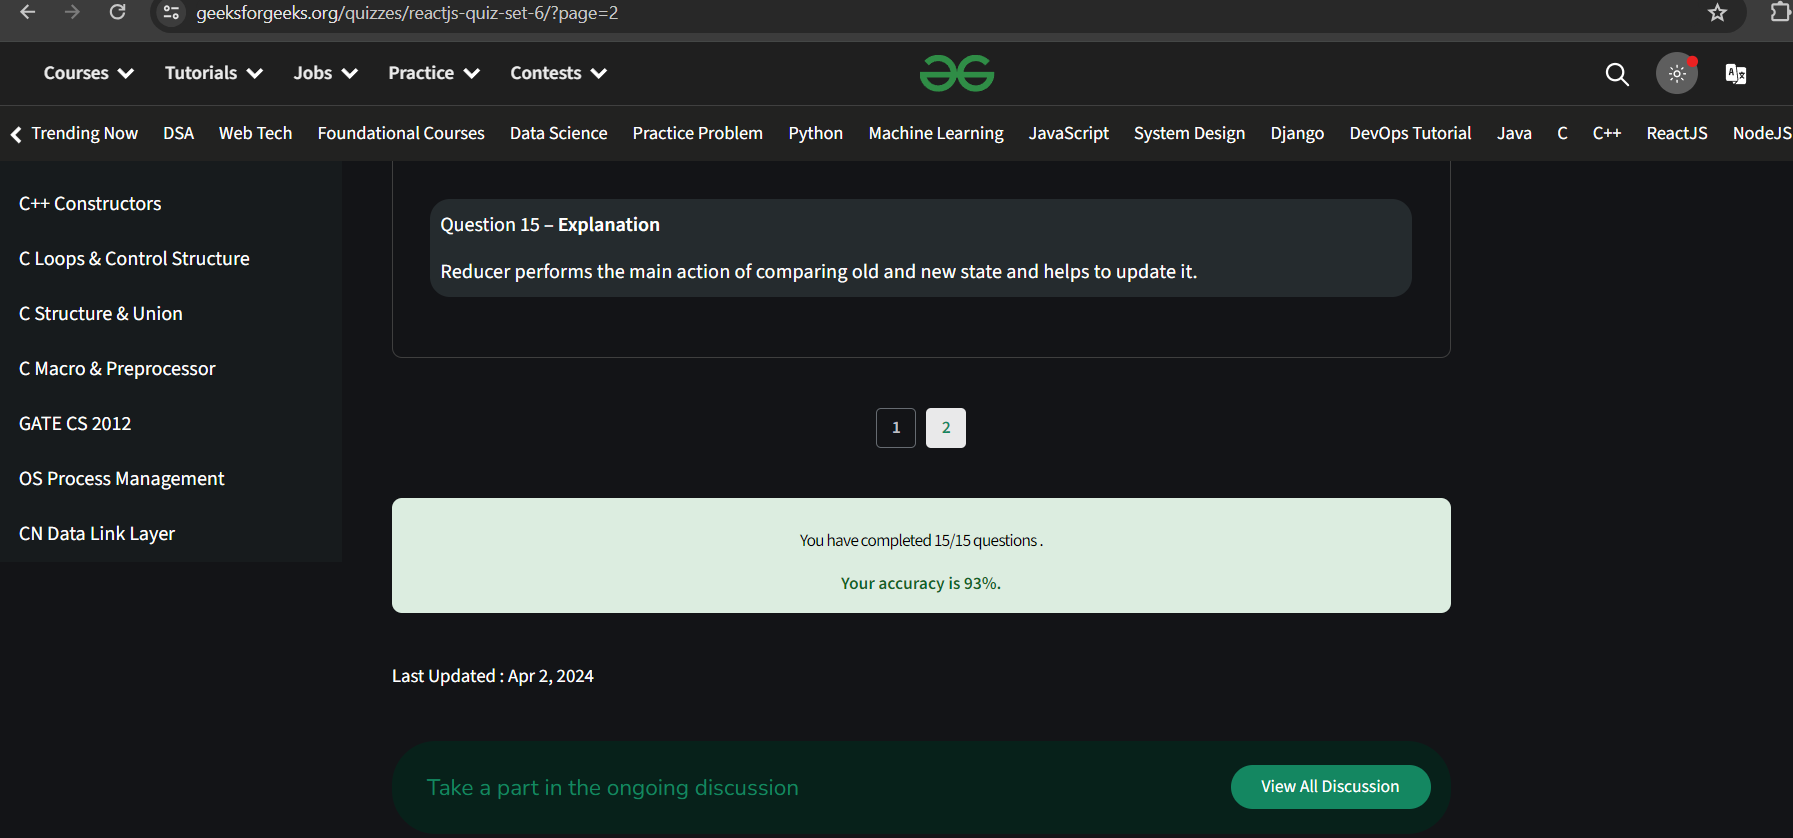 geeksforgeeks.org/quizzes/reactjs-quiz-set-6/?page=2
Courses Tutorials Jobs Practice Contests
Trending Now DSA Web Tech Foundational Courses Data Science Practice Problem Python Machine Learning JavaScript System Design Django DevOps Tutorial Java C C++ ReactJS NodeJS
C++ Constructors
C Loops & Control Structure
C Structure & Union
C Macro & Preprocessor
GATE CS 2012
OS Process Management
CN Data Link Layer
Question 15 – Explanation
Reducer performs the main action of comparing old and new state and helps to update it.
1 2
You have completed 15/15 questions .
Your accuracy is 93%.
Last Updated : Apr 2, 2024
Take a part in the ongoing discussion
View All Discussion